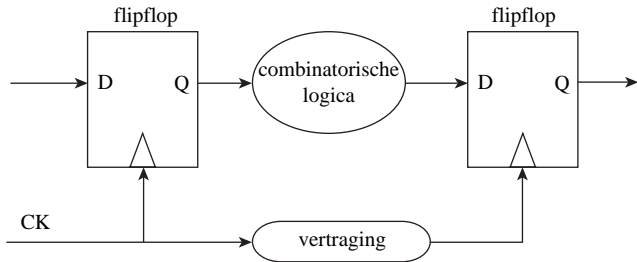 flipflop
flipflop
D
Q
combinatorische
logica
D
Q
CK
vertraging